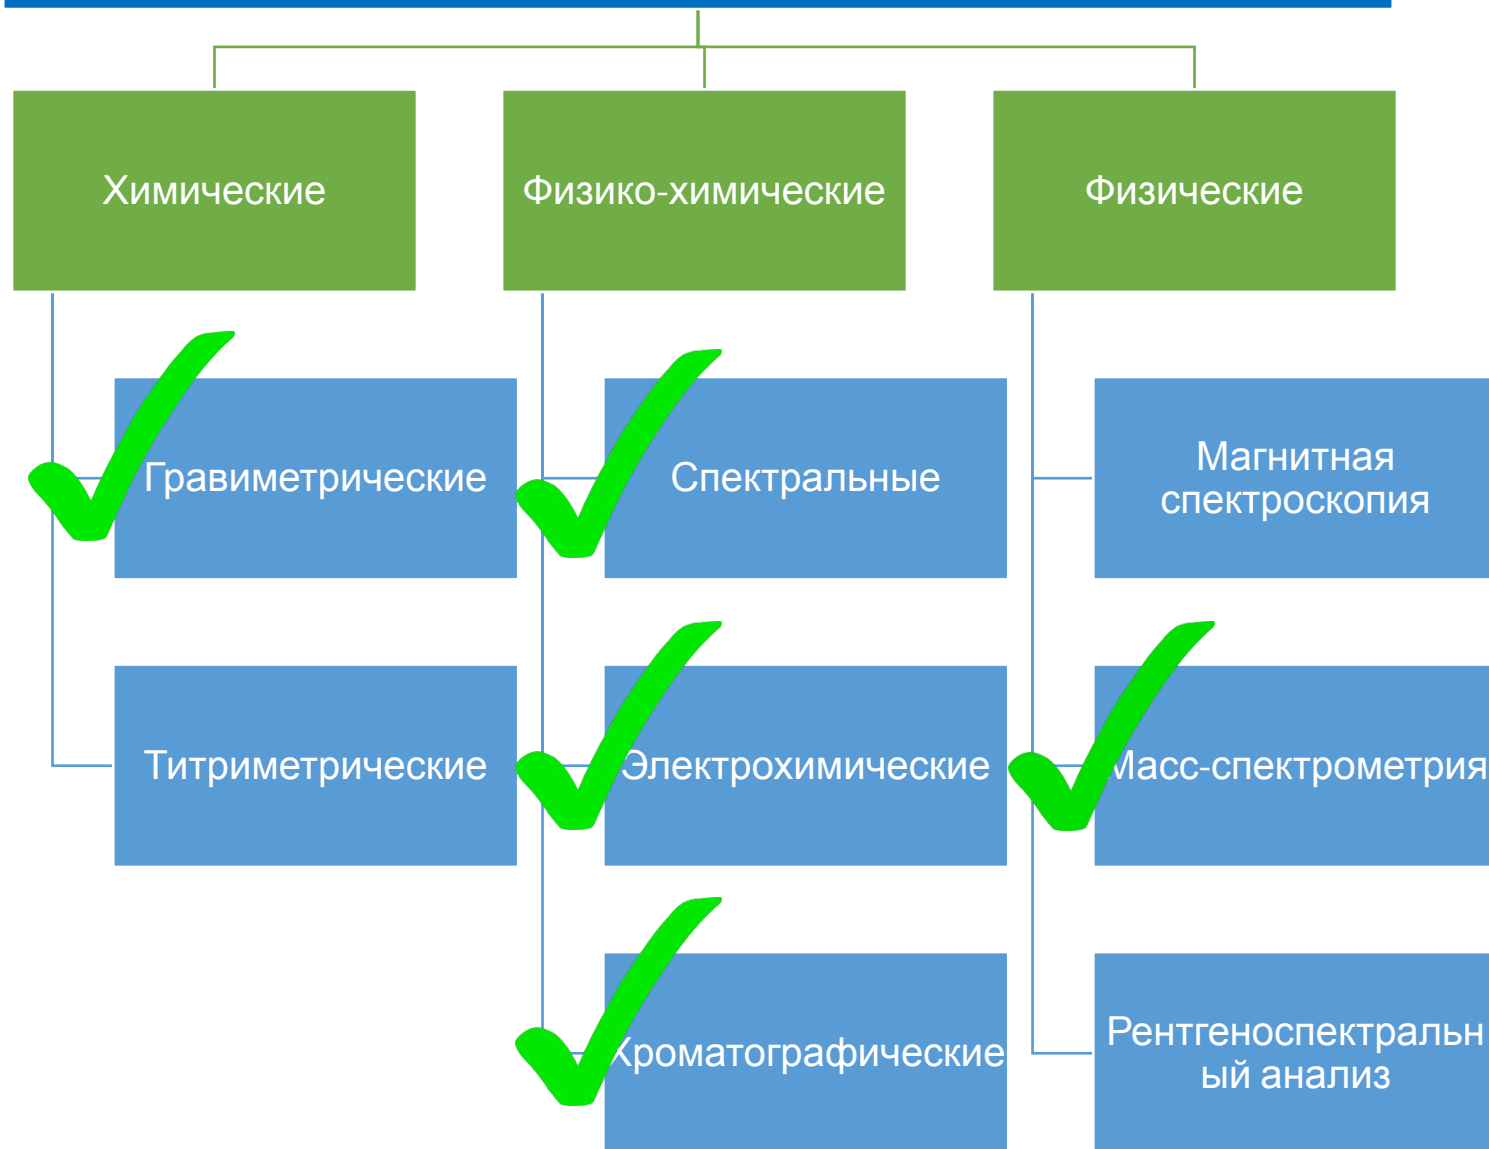 Химические
Физико-химические
Физические
Гравиметрические
Спектральные
Магнитная
спектроскопия
Титриметрические
Электрохимические
Масс-спектрометрия
Хроматографические
Рентгеноспектральн
ый анализ